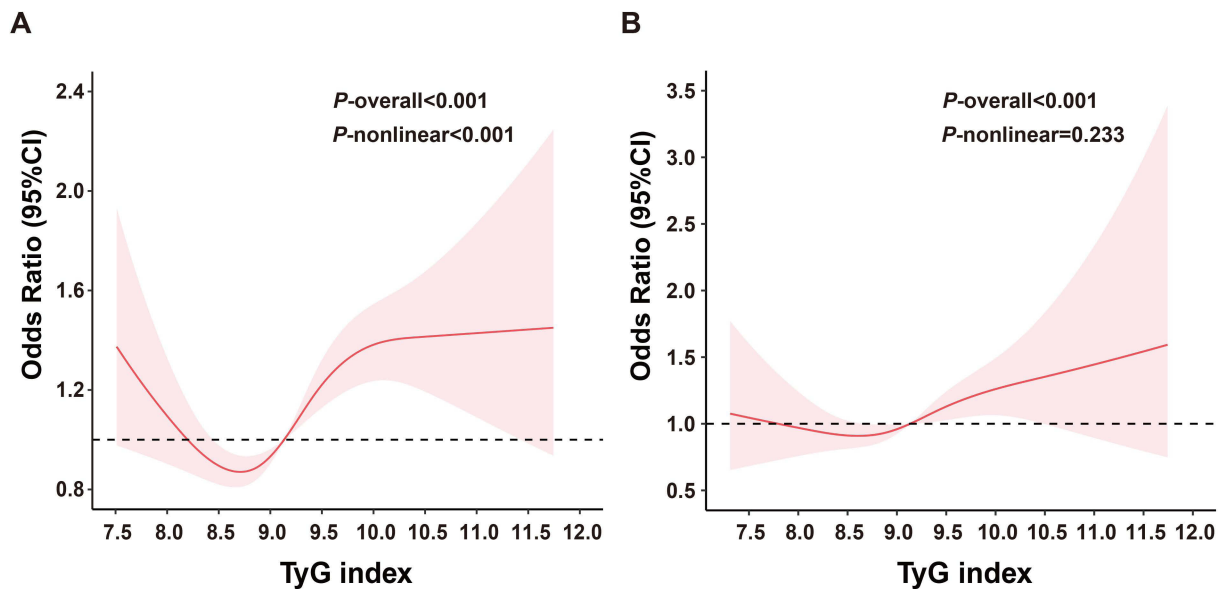 A
P-overall<0.001
P-nonlinear<0.001
Odds Ratio (95%CI)
2.4
2.0
1.6
1.2
0.8
7.5 8.0 8.5 9.0 9.5 10.0 10.5 11.0 11.5 12.0
TyG index
B
P-overall<0.001
P-nonlinear=0.233
Odds Ratio (95%CI)
3.5
3.0
2.5
2.0
1.5
1.0
0.5
7.5 8.0 8.5 9.0 9.5 10.0 10.5 11.0 11.5 12.0
TyG index